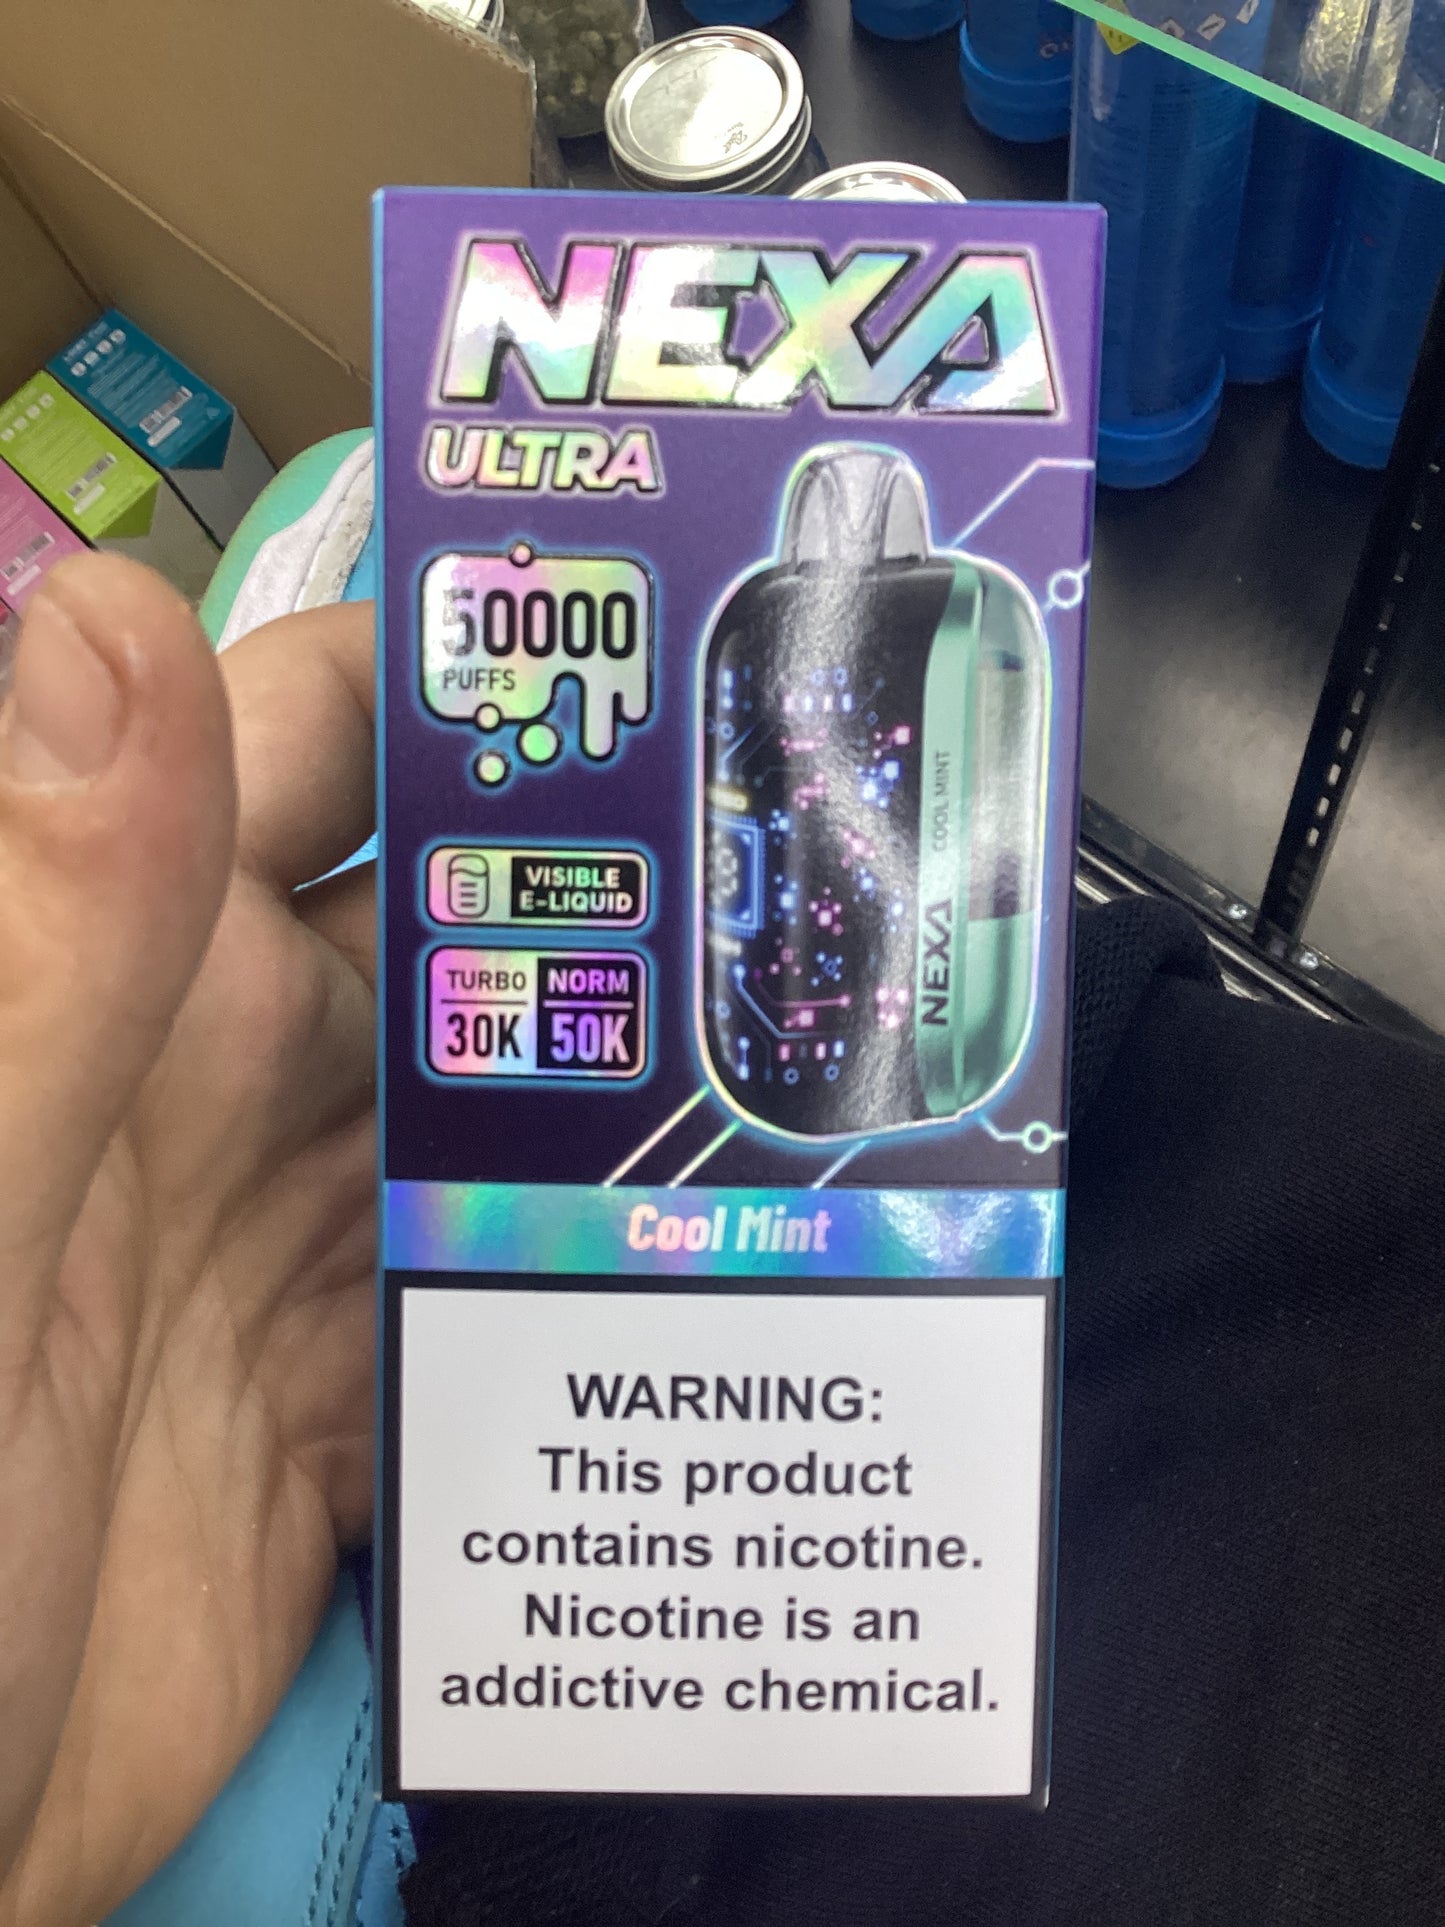 NEXA
ULTRA
50000
PUFFS
VISIBLE
E-LIQUID
TURBO
30K
NORM
50K
COOL MINT
NEXA
Cool Mint
WARNING:
This product
contains nicotine.
Nicotine is an
addictive chemical.